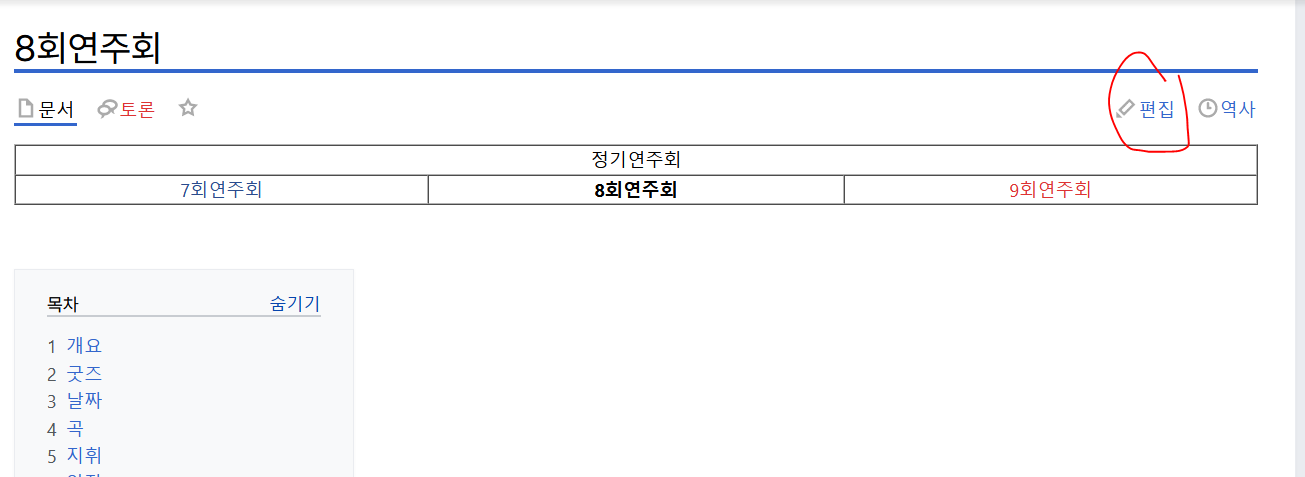 8회연주회
문서 토론 편집 역사
정기연주회
7회연주회 8회연주회 9회연주회
목차 숨기기
1 개요
2 굿즈
3 날짜
4 곡
5 지휘